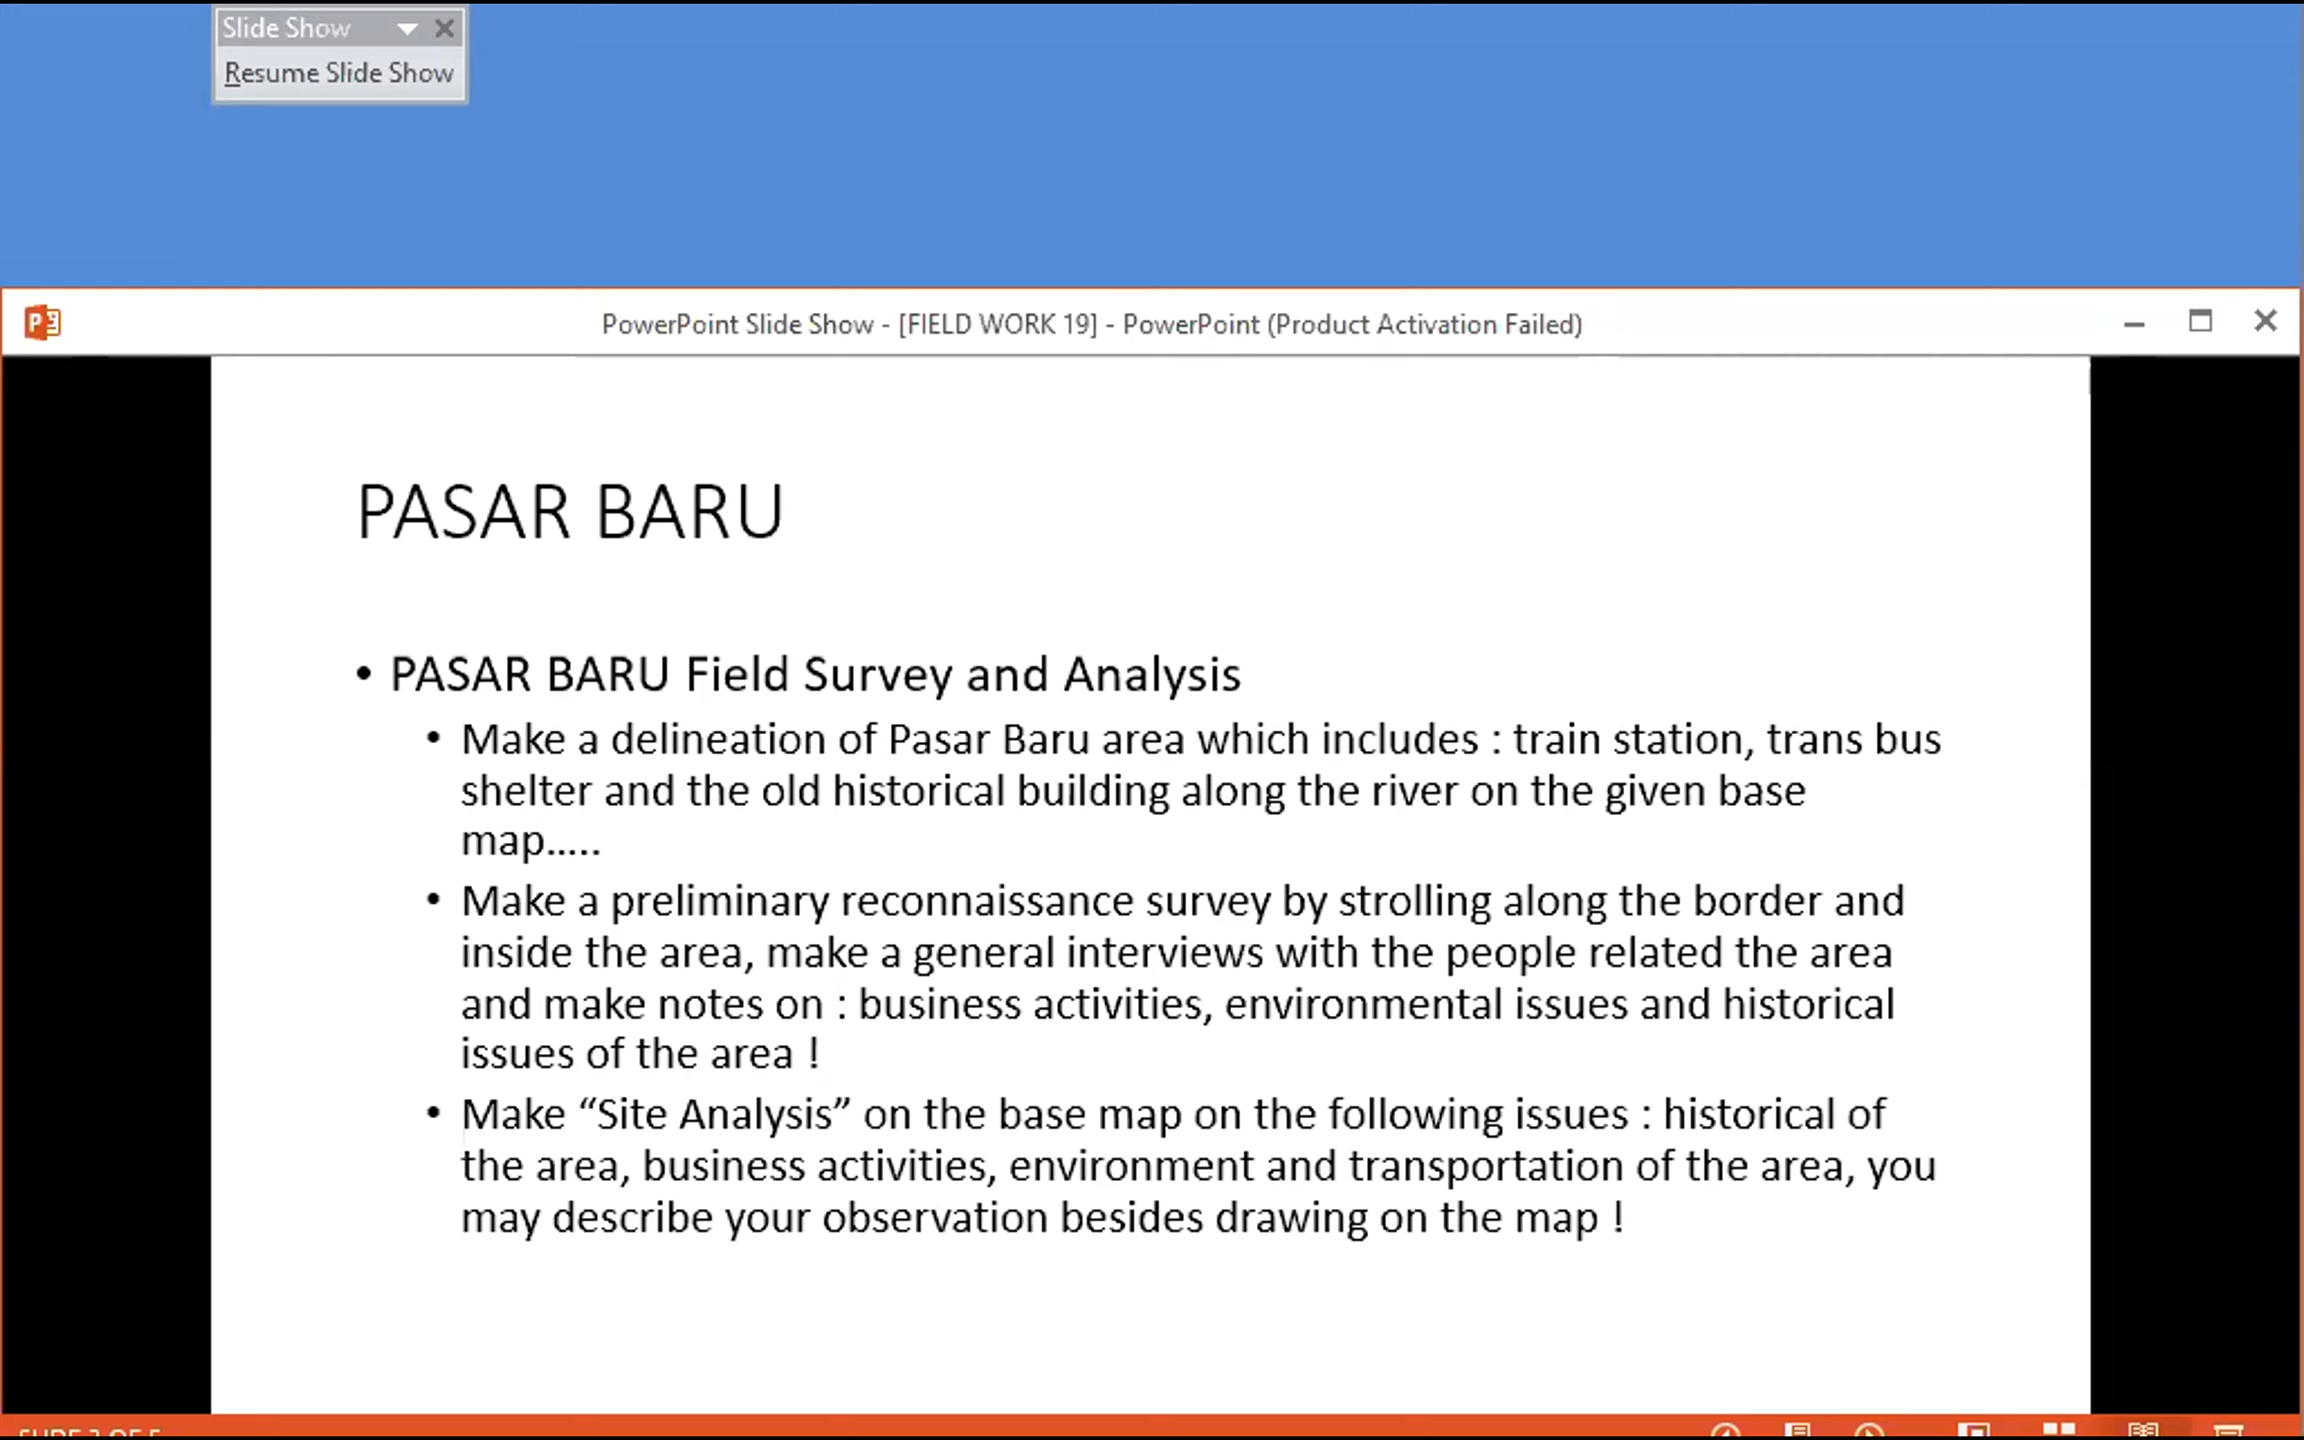 Slide Show
Resume Slide Show
PowerPoint Slide Show - [FIELD WORK 19] - PowerPoint (Product Activation Failed)
PASAR BARU
• PASAR BARU Field Survey and Analysis
• Make a delineation of Pasar Baru area which includes : train station, trans bus
shelter and the old historical building along the river on the given base
map…..
• Make a preliminary reconnaissance survey by strolling along the border and
inside the area, make a general interviews with the people related the area
and make notes on : business activities, environmental issues and historical
issues of the area !
• Make “Site Analysis” on the base map on the following issues : historical of
the area, business activities, environment and transportation of the area, you
may describe your observation besides drawing on the map !